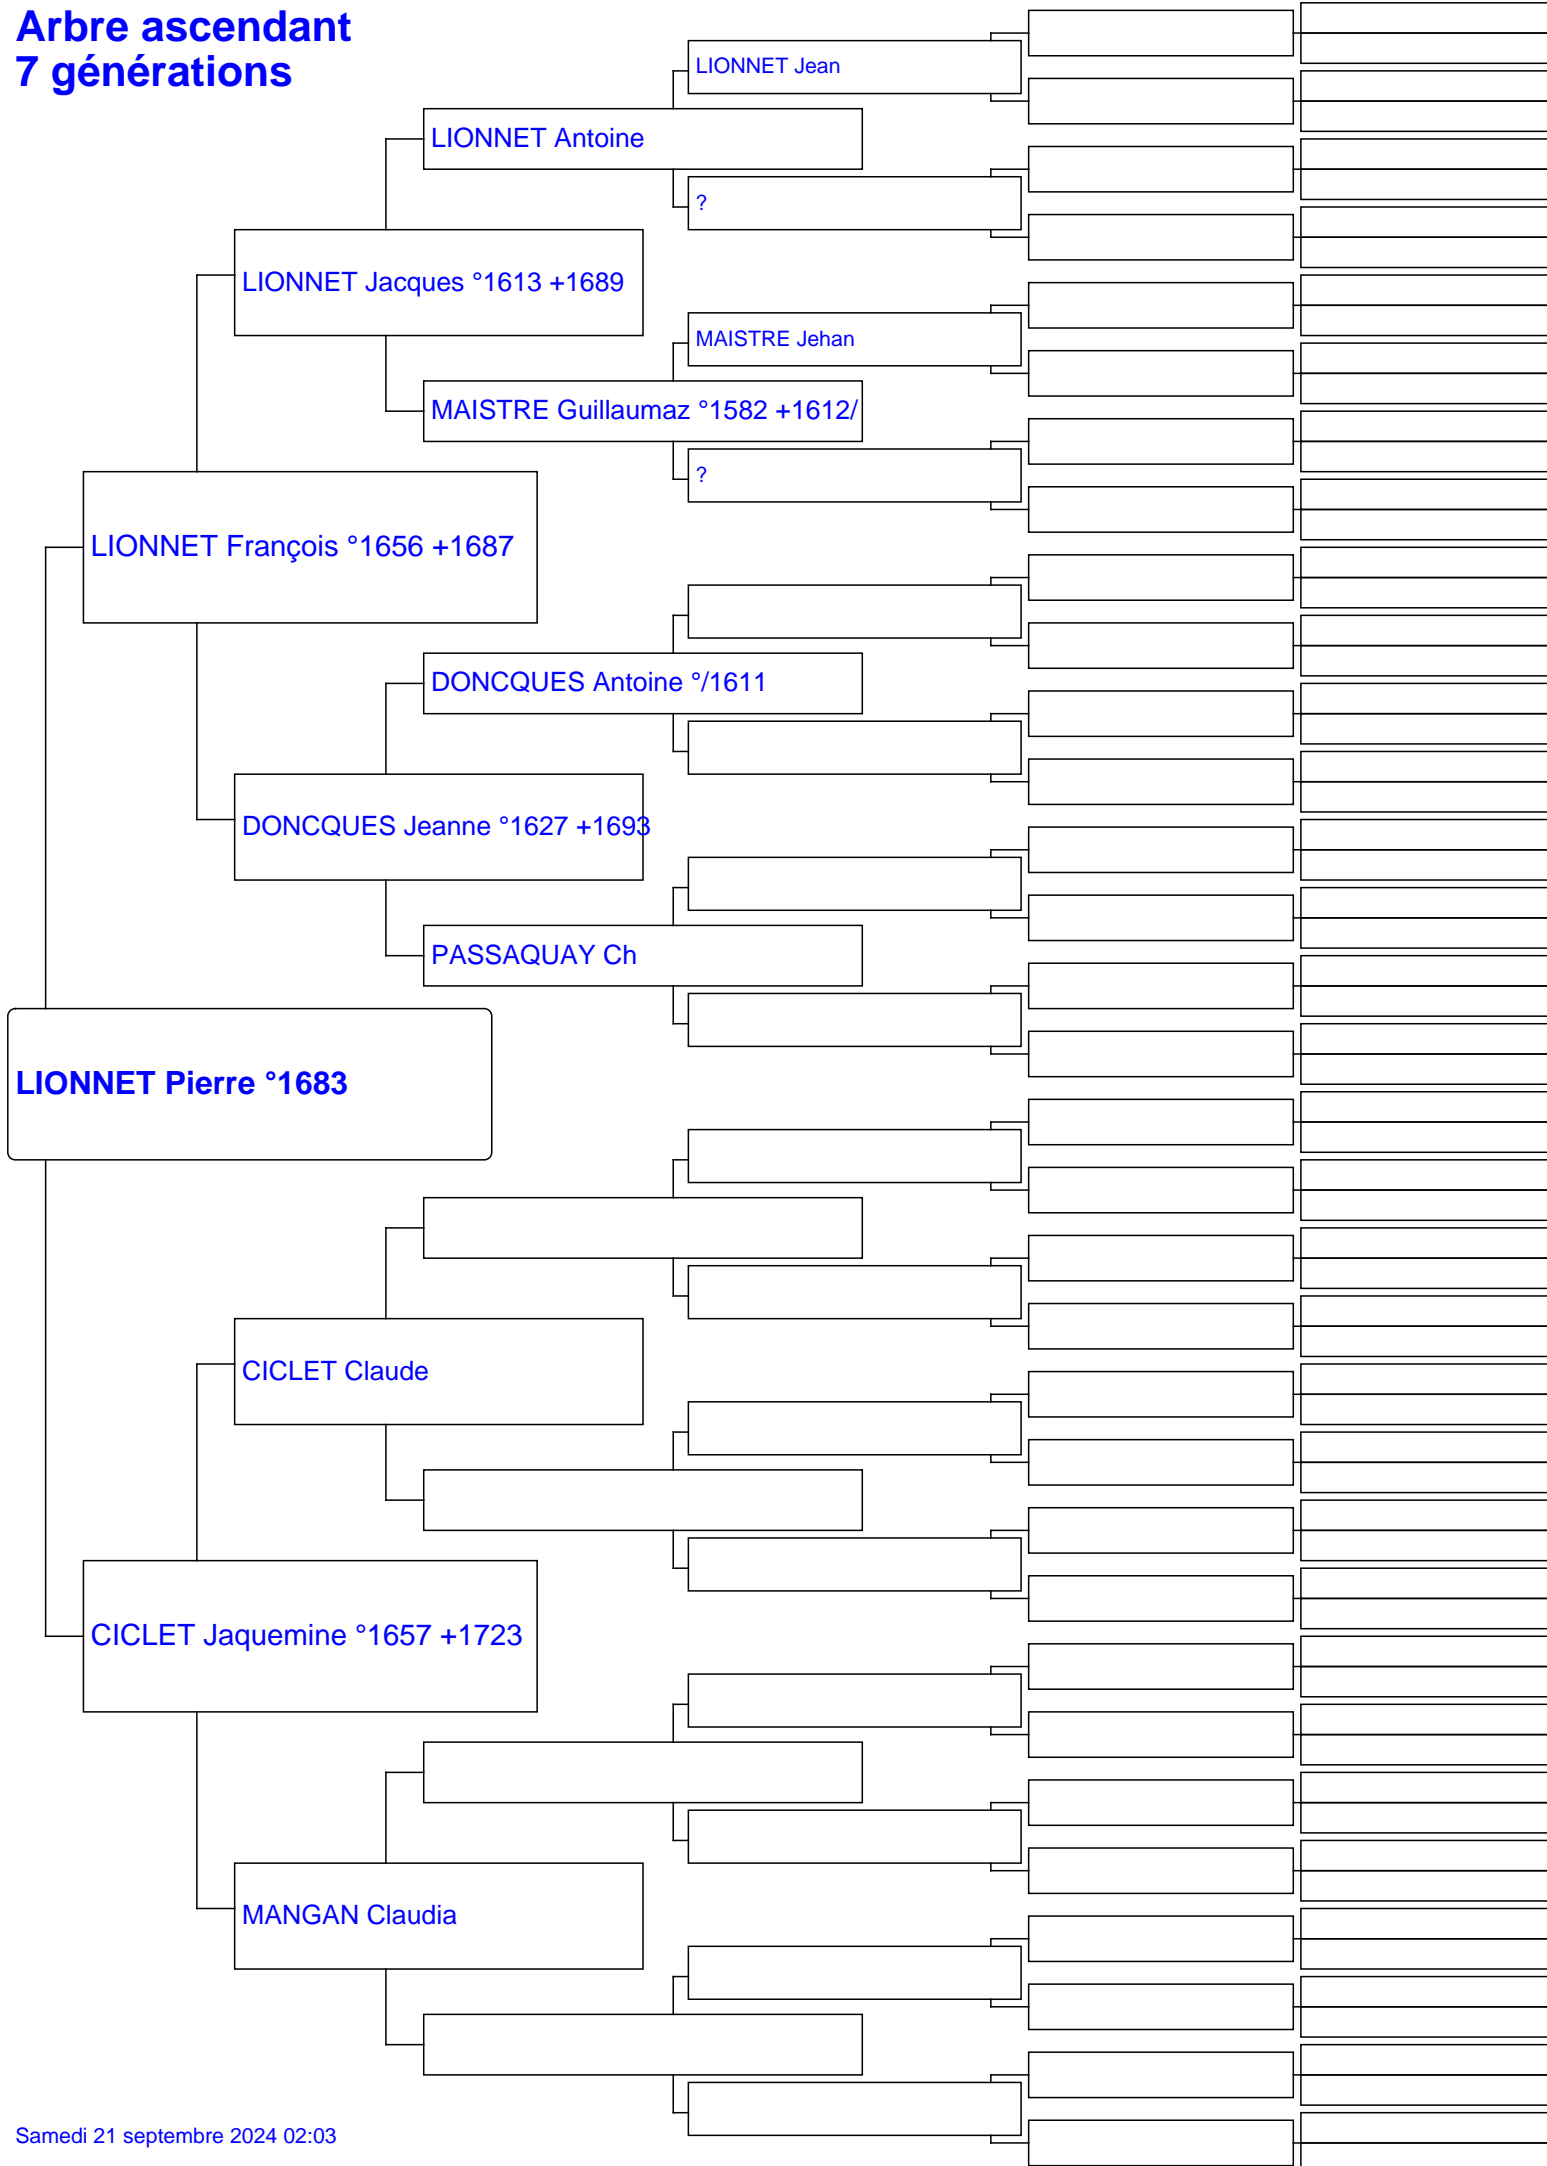 Arbre ascendant
7 générations
LIONNET Jean
LIONNET Antoine
?
LIONNET Jacques °1613 +1689
MAISTRE Jehan
MAISTRE Guillaumaz °1582 +1612/
?
LIONNET François °1656 +1687
DONCQUES Antoine °/1611
DONCQUES Jeanne °1627 +1693
PASSAQUAY Ch
LIONNET Pierre °1683
CICLET Claude
CICLET Jaquemine °1657 +1723
MANGAN Claudia
Samedi 21 septembre 2024 02:03